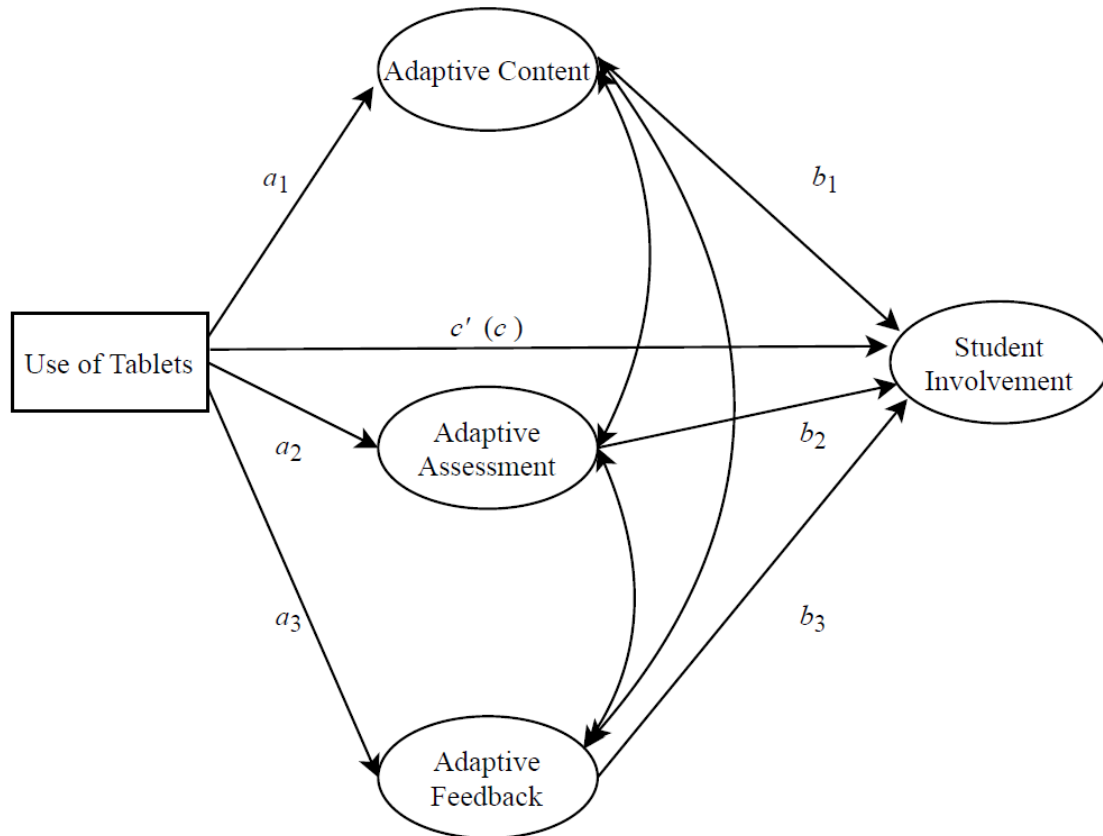 Adaptive Content
a1
b1
c′ (c )
Use of Tablets
Student
Involvement
a2
Adaptive
Assessment
b2
a3
b3
Adaptive
Feedback